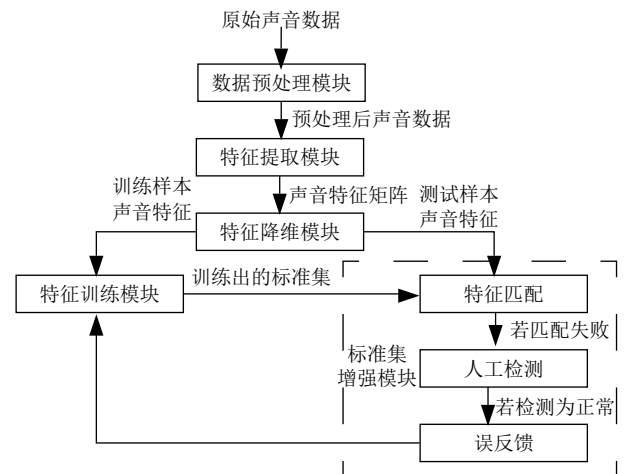 原始声音数据
数据预处理模块
预处理后声音数据
特征提取模块
训练样本
声音特征
声音特征矩阵
测试样本
声音特征
特征降维模块
特征训练模块
训练出的标准集
特征匹配
若匹配失败
标准集
增强模块
人工检测
若检测为正常
误反馈